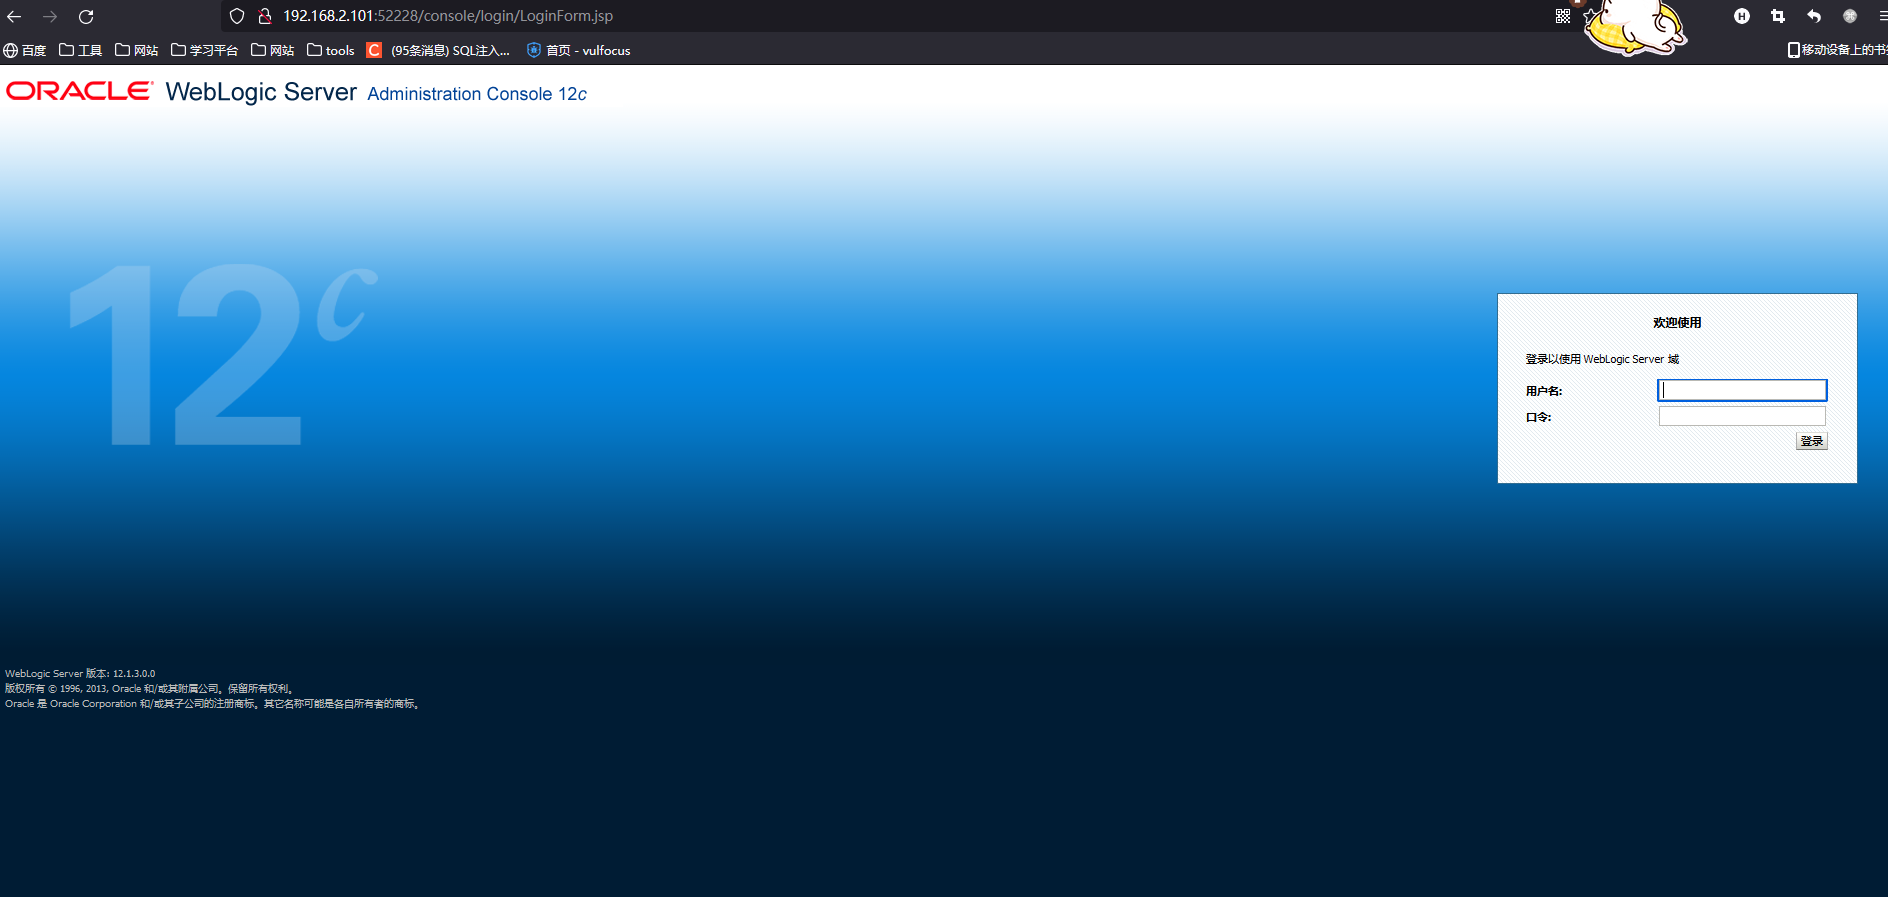 192.168.2.101:52228/console/login/LoginForm.jsp
百度 工具 网站 学习平台 网站 tools C (95条消息) SQL注入... 首页 - vulfocus 移动设备上的书
ORACLE WebLogic Server Administration Console 12c
12c
欢迎使用
登录以使用 WebLogic Server 域
用户名:
口令:
登录
WebLogic Server 版本: 12.1.3.0.0
版权所有 © 1996, 2013, Oracle 和/或其附属公司。保留所有权利。
Oracle 是 Oracle Corporation 和/或其子公司的注册商标。其它名称可能是各自所有者的商标。